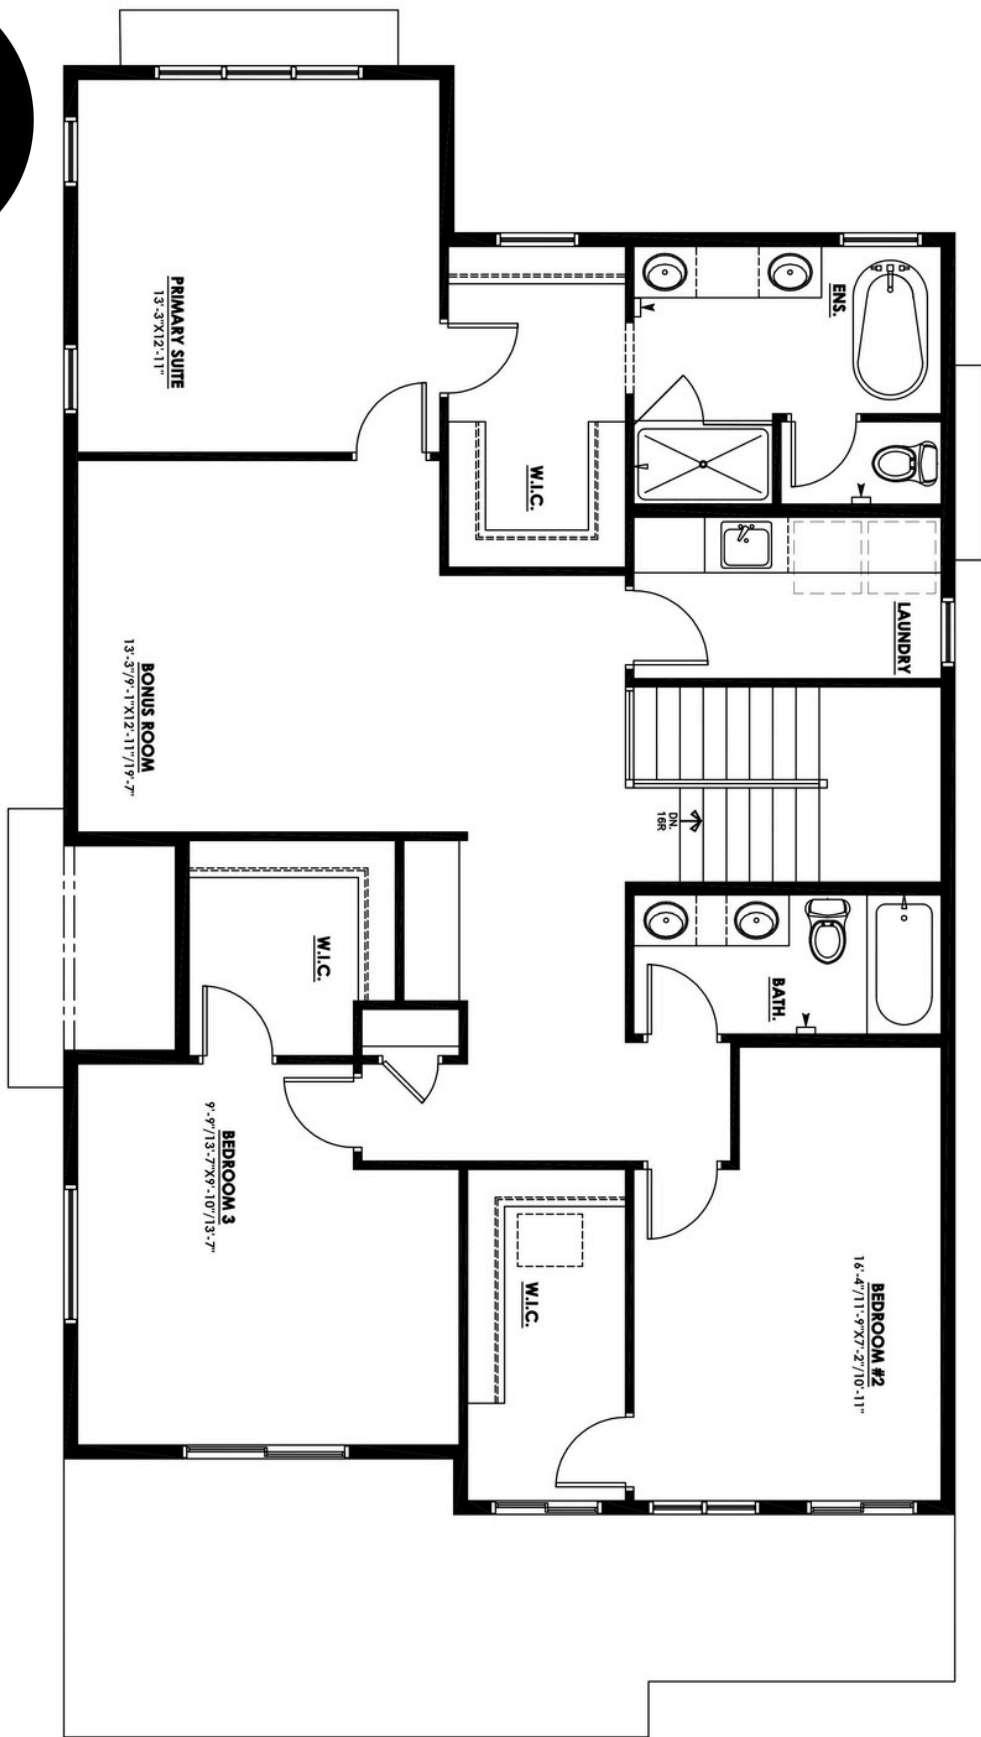 PRIMARY SUITE
13'-3"X12'-11"
ENS.
W.I.C.
LAUNDRY
BONUS ROOM
13'-3"/9'-1"X12'-11"/19'-7"
DN.
16R
W.I.C.
BATH.
BEDROOM 3
9'-9"/13'-7"X9'-10"/13'-7"
W.I.C.
BEDROOM #2
16'-4"/11'-9"X7'-2"/10'-11"